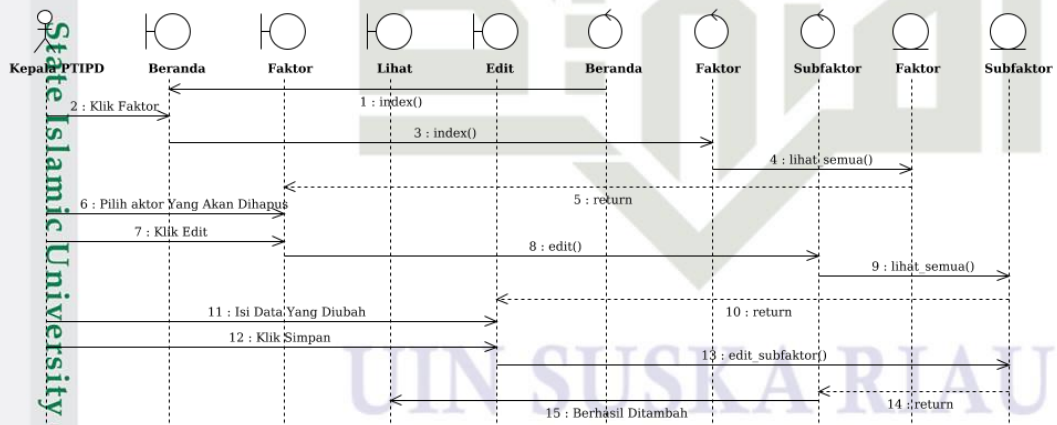 State Islamic University
Kepala PTIPD Beranda Faktor Lihat Edit Beranda Faktor Subfaktor Faktor Subfaktor
1 : index()
2 : Klik Faktor
3 : index()
4 : lihat_semua()
5 : return
6 : Pilih aktor Yang Akan Dihapus
7 : Klik Edit
8 : edit()
9 : lihat_semua()
10 : return
11 : Isi Data Yang Diubah
12 : Klik Simpan
13 : edit_subfaktor()
14 : return
15 : Berhasil Ditambah
UIN SUSKA RIAU